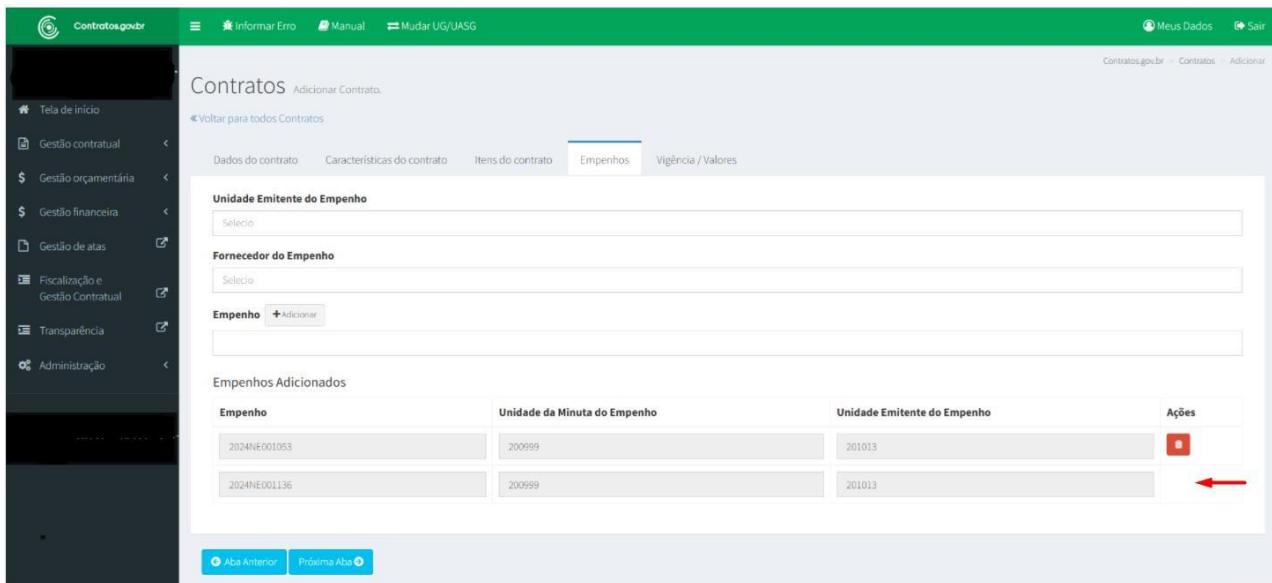 Contratos.gov.br
Informar Erro Manual Mudar UG/UASG Meus Dados Sair
Contratos.gov.br Contratos Adicionar
Contratos Adicionar Contrato.
Voltar para todos Contratos
Tela de início
Gestão contratual
Gestão orçamentária
Gestão financeira
Gestão de atas
Fiscalização e
Gestão Contratual
Transparência
Administração
Dados do contrato Características do contrato Itens do contrato Empenhos Vigência / Valores
Unidade Emitente do Empenho
Selecio
Fornecedor do Empenho
Selecio
Empenho +Adicionar
Empenhos Adicionados
Empenho Unidade da Minuta do Empenho Unidade Emitente do Empenho Ações
2024NE001053 200999 201013
2024NE001136 200999 201013
Aba Anterior Próxima Aba